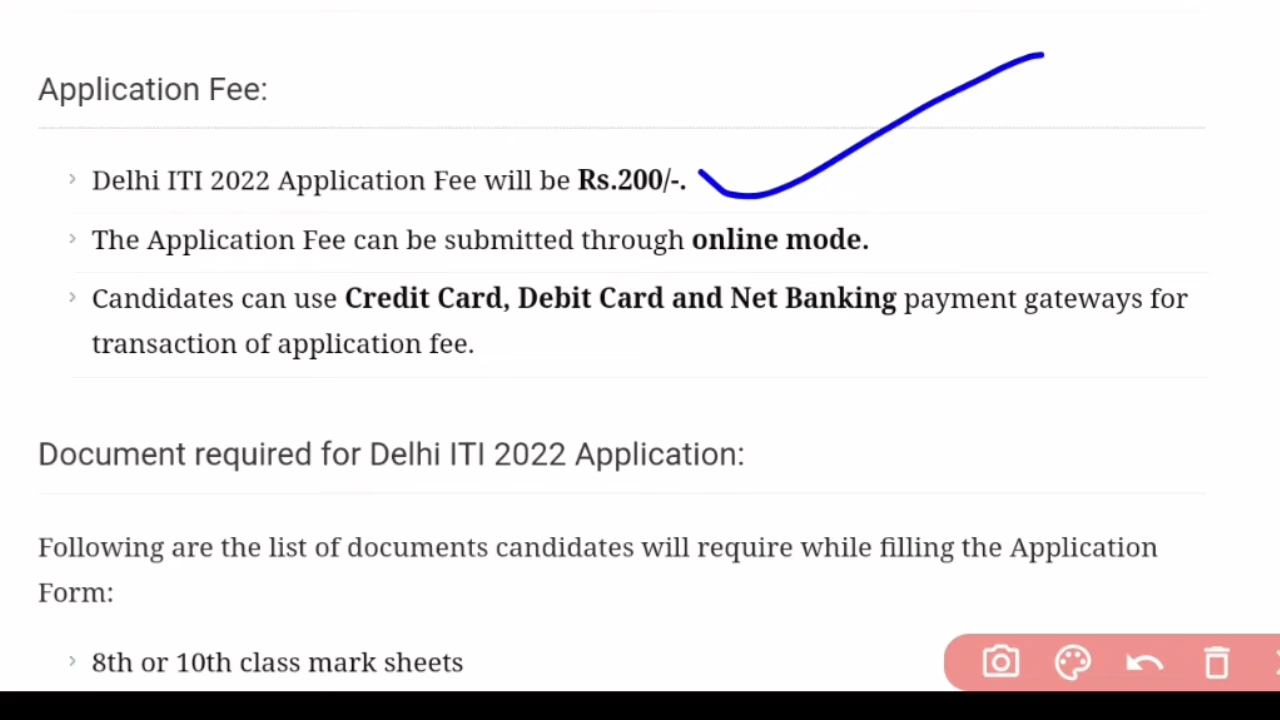 Application Fee:
Delhi ITI 2022 Application Fee will be Rs.200/-.
The Application Fee can be submitted through online mode.
Candidates can use Credit Card, Debit Card and Net Banking payment gateways for
transaction of application fee.
Document required for Delhi ITI 2022 Application:
Following are the list of documents candidates will require while filling the Application
Form:
8th or 10th class mark sheets